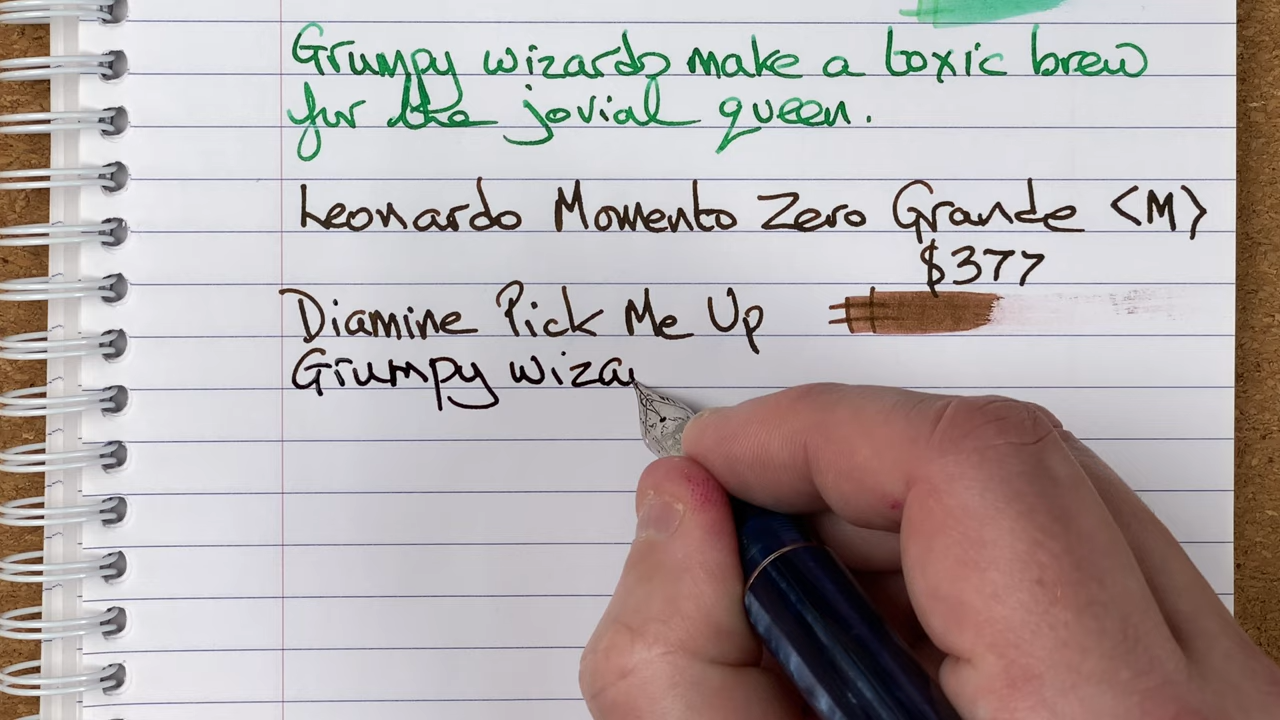 Grumpy wizards make a toxic brew
for the jovial queen.
Leonardo Momento Zero Grande <M>
$377
Diamine Pick Me Up
Grumpy wiza